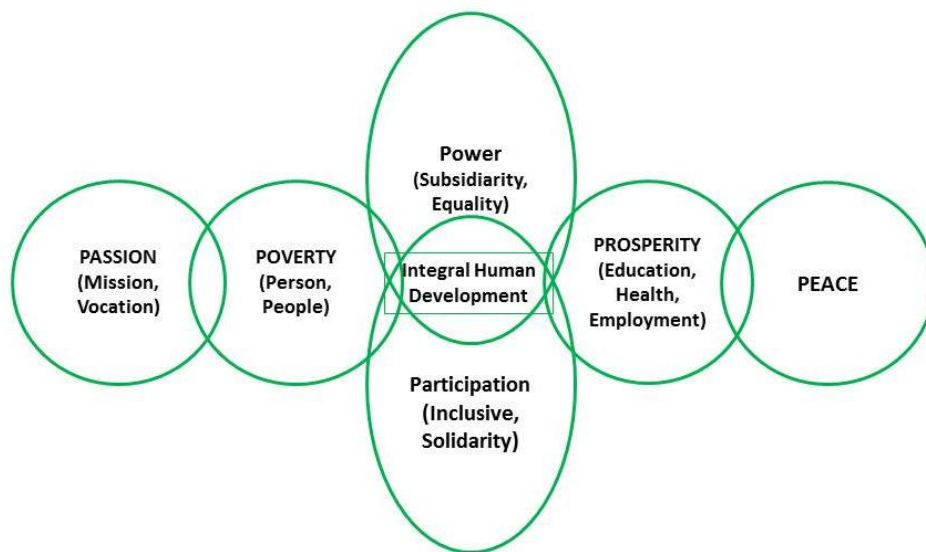 Power
(Subsidiarity,
Equality)
PASSION
(Mission,
Vocation)
POVERTY
(Person,
People)
Integral Human
Development
PROSPERITY
(Education,
Health,
Employment)
PEACE
Participation
(Inclusive,
Solidarity)